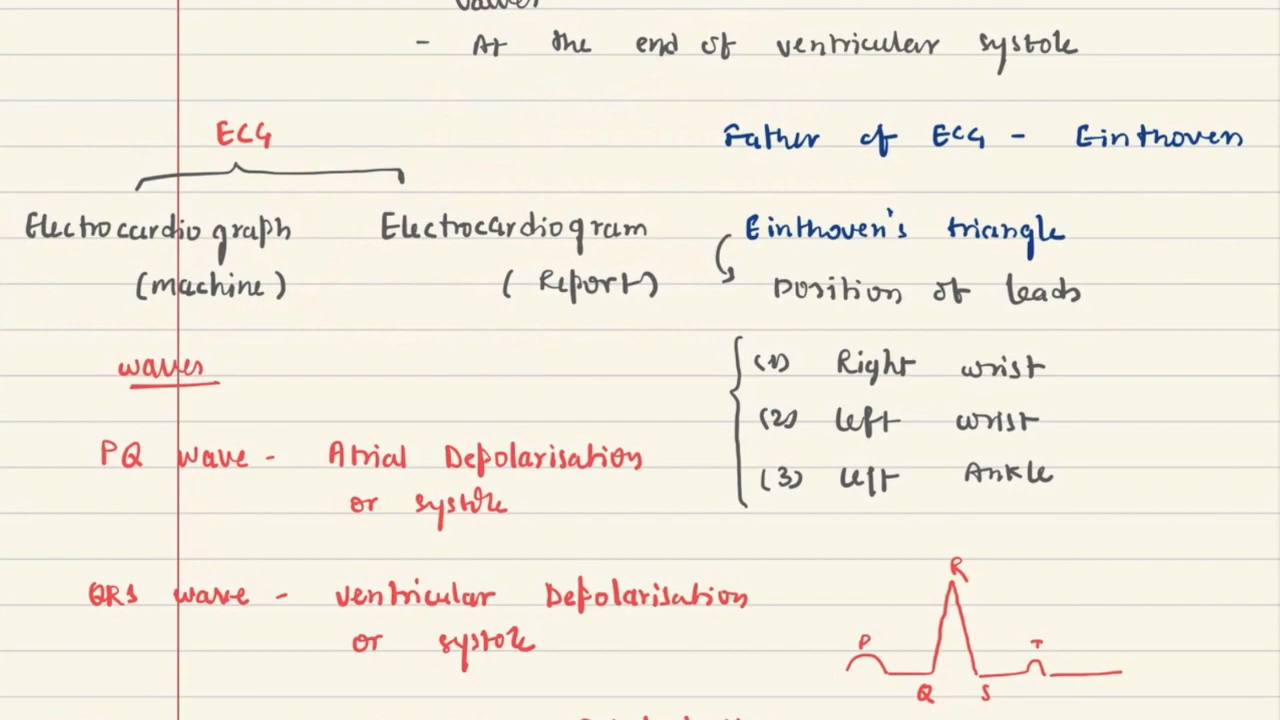 valves
- At the end of ventricular systole
ECG
Father of ECG - Einthoven
Electrocardiograph
(machine)
Electrocardiogram
(Report)
Einthoven's triangle
Position of leads
(1) Right wrist
(2) left wrist
(3) left Ankle
waves
PQ wave - Atrial Depolarisation
or systole
QRS wave - ventricular Depolarisation
or systole
R
P
T
Q
S